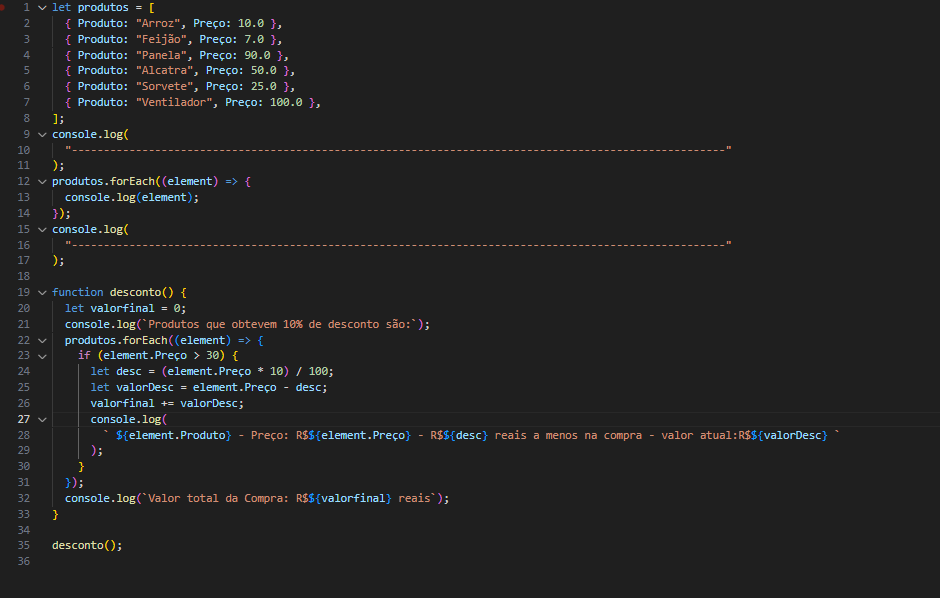 1 let produtos = [
2 { Produto: "Arroz", Preço: 10.0 },
3 { Produto: "Feijão", Preço: 7.0 },
4 { Produto: "Panela", Preço: 90.0 },
5 { Produto: "Alcatra", Preço: 50.0 },
6 { Produto: "Sorvete", Preço: 25.0 },
7 { Produto: "Ventilador", Preço: 100.0 },
8 ];
9 console.log(
10 "-----------------------------------------------------------------------------------------------------"
11 );
12 produtos.forEach((element) => {
13 console.log(element);
14 });
15 console.log(
16 "-----------------------------------------------------------------------------------------------------"
17 );
18
19 function desconto() {
20 let valorfinal = 0;
21 console.log(`Produtos que obtevem 10% de desconto são:`);
22 produtos.forEach((element) => {
23 if (element.Preço > 30) {
24 let desc = (element.Preço * 10) / 100;
25 let valorDesc = element.Preço - desc;
26 valorfinal += valorDesc;
27 console.log(
28 ` ${element.Produto} - Preço: R$${element.Preço} - R$${desc} reais a menos na compra - valor atual:R$${valorDesc} `
29 );
30 }
31 });
32 console.log(`Valor total da Compra: R$${valorfinal} reais`);
33 }
34
35 desconto();
36